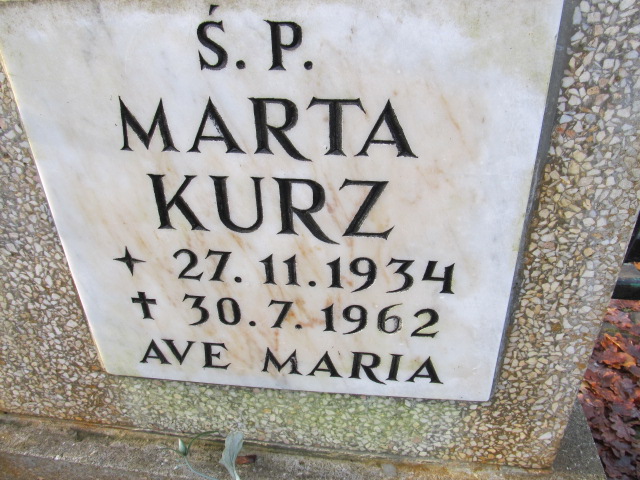 Ś. P.
MARTA
KURZ
✦ 27. 11. 1934
✝ 30. 7. 1962
AVE MARIA